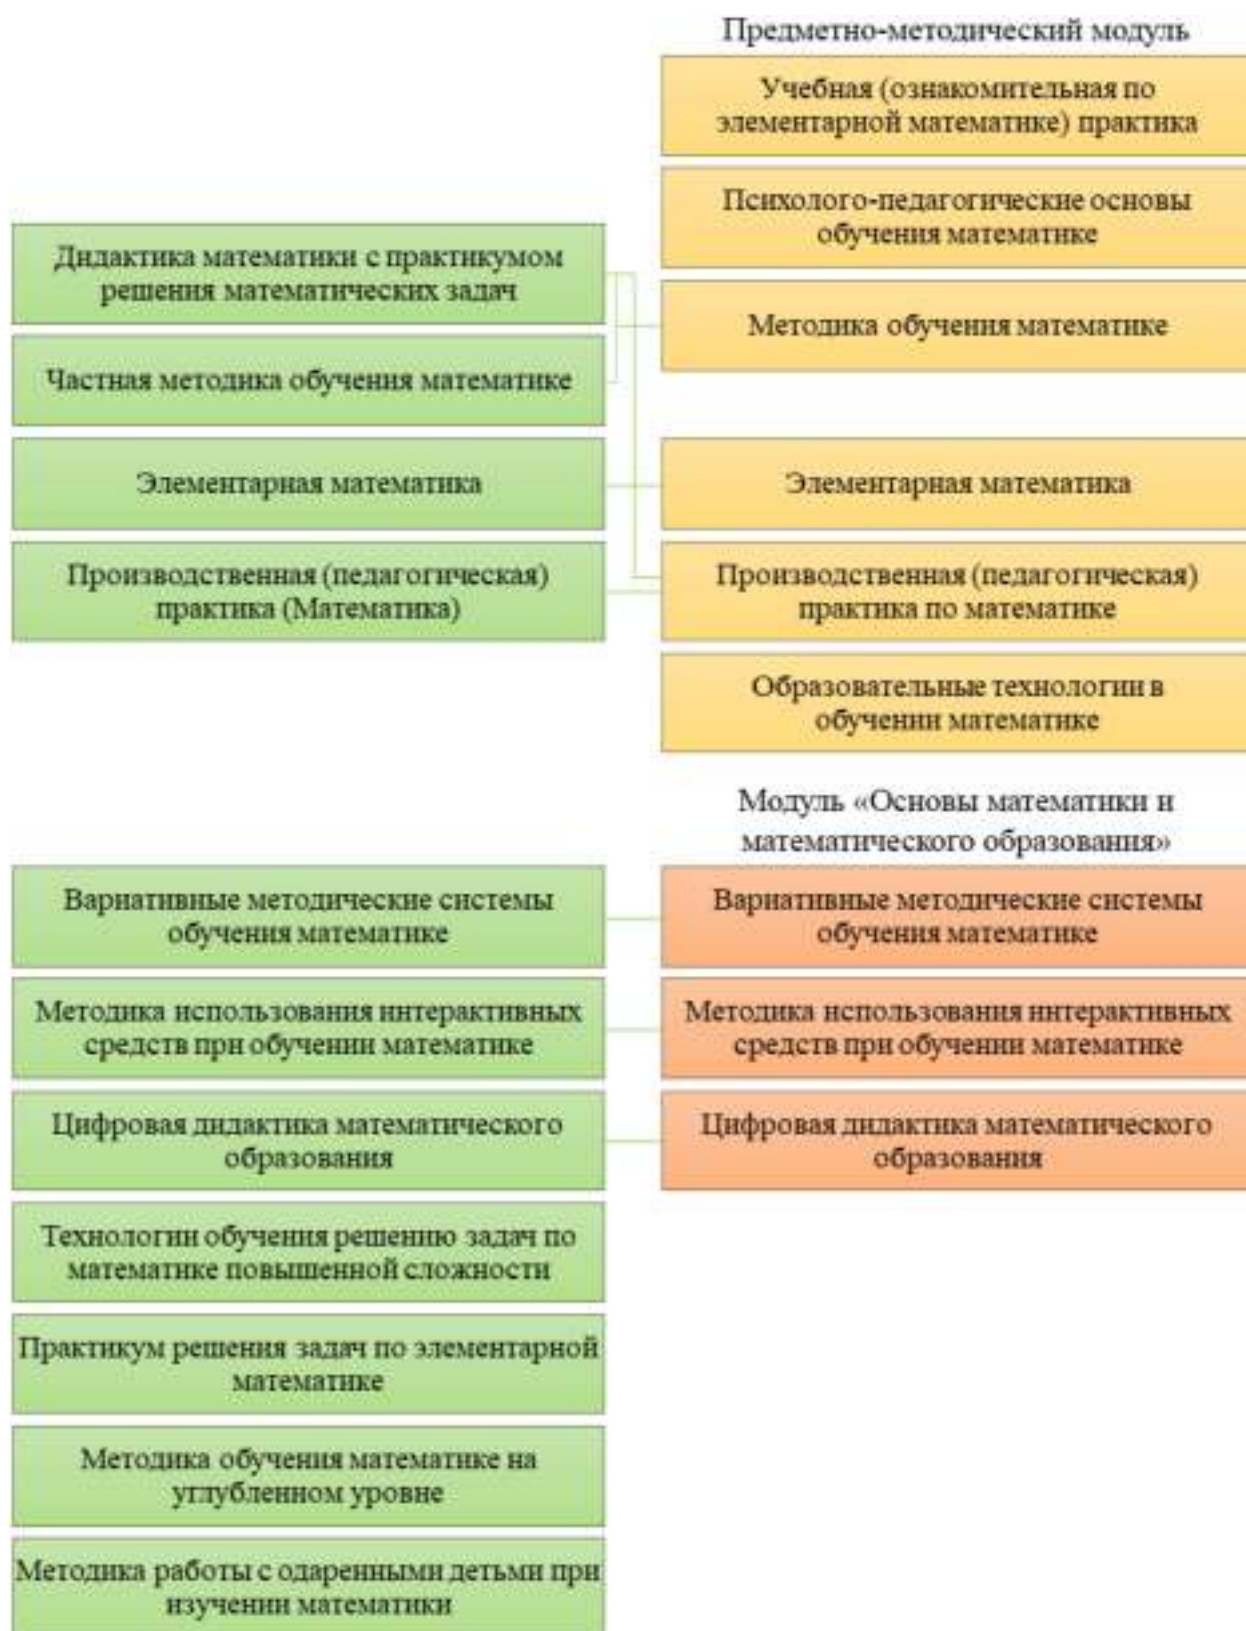 Предметно-методический модуль
Учебная (ознакомительная по
элементарной математике) практика
Психолого-педагогические основы
обучения математике
Дидактика математики с практикумом
решения математических задач
Методика обучения математике
Частная методика обучения математике
Элементарная математика
Элементарная математика
Производственная (педагогическая)
практика (Математика)
Производственная (педагогическая)
практика по математике
Образовательные технологии в
обучении математике
Модуль «Основы математики и
математического образования»
Вариативные методические системы
обучения математике
Вариативные методические системы
обучения математике
Методика использования интерактивных
средств при обучении математике
Методика использования интерактивных
средств при обучении математике
Цифровая дидактика математического
образования
Цифровая дидактика математического
образования
Технологии обучения решению задач по
математике повышенной сложности
Практикум решения задач по элементарной
математике
Методика обучения математике на
углубленном уровне
Методика работы с одаренными детьми при
изучении математики